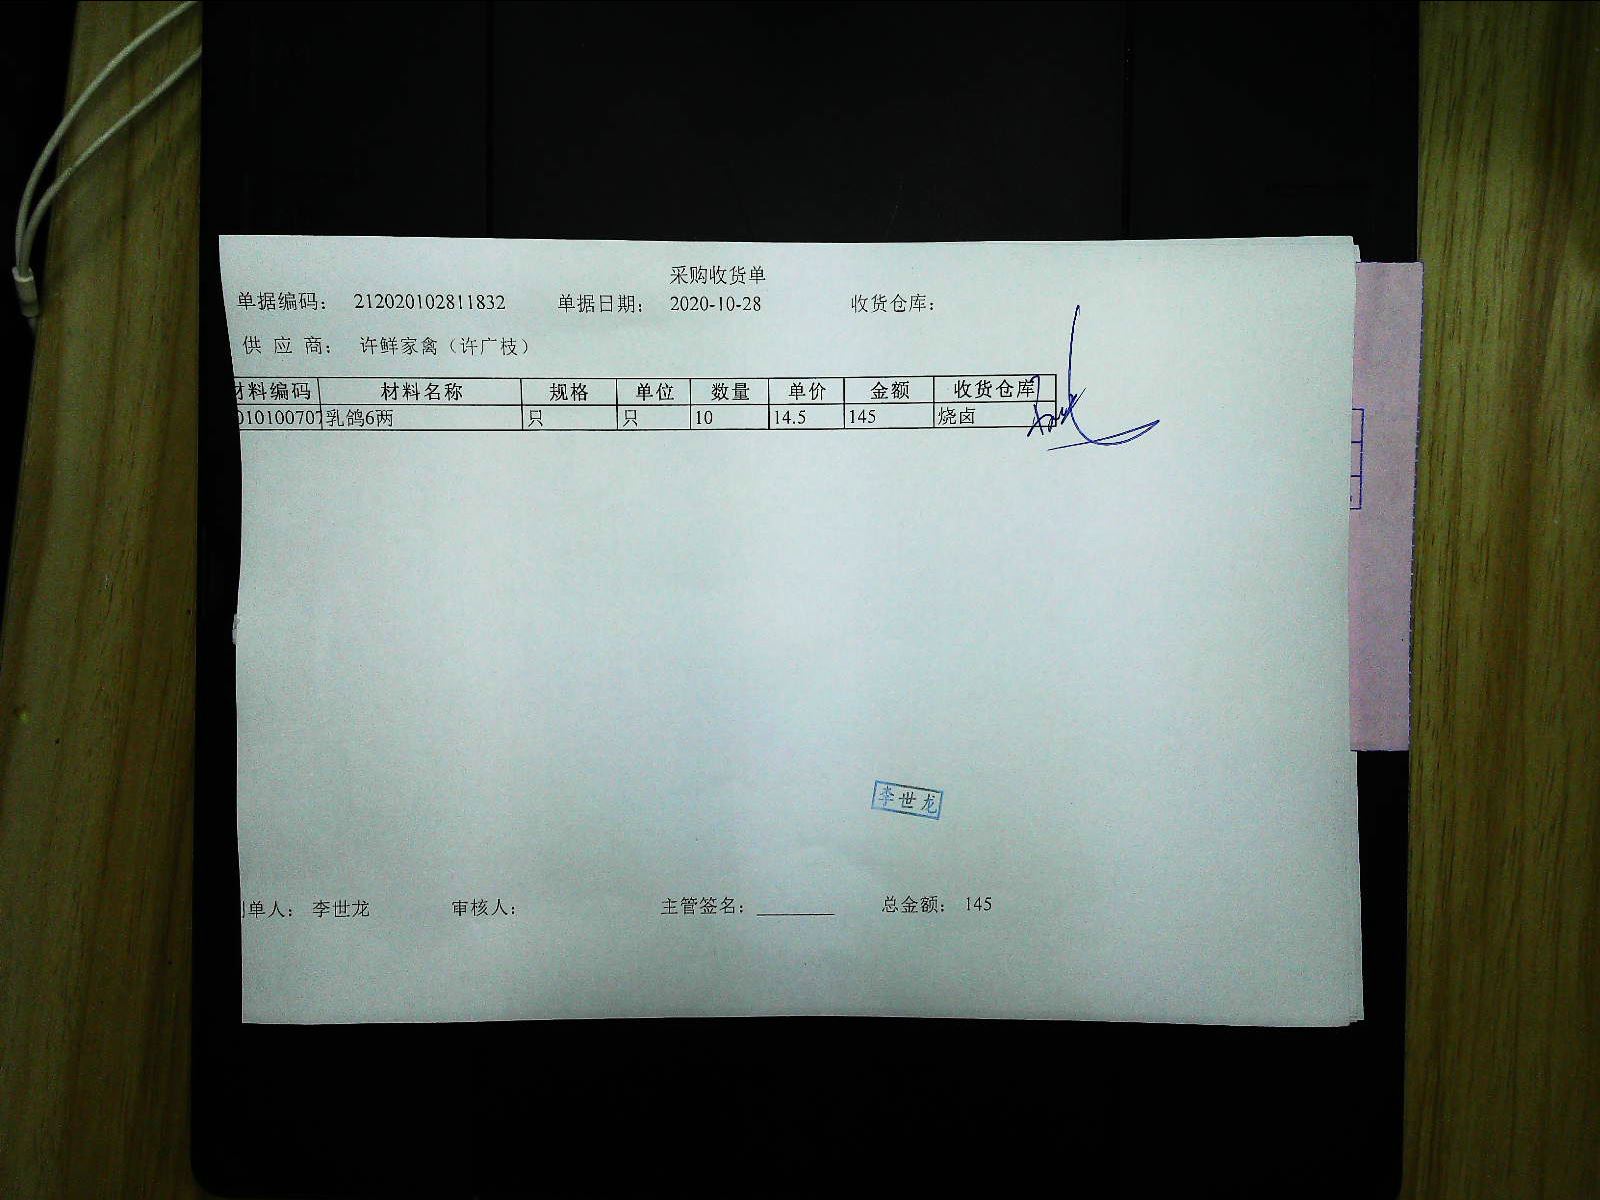 采购收货单
单据编码： 212020102811832 单据日期： 2020-10-28 收货仓库：
供 应 商： 许鲜家禽（许广枝）
材料编码 材料名称 规格 单位 数量 单价 金额 收货仓库
010100707 乳鸽6两 只 只 10 14.5 145 烧卤
李世龙
制单人： 李世龙 审核人： 主管签名： 总金额： 145